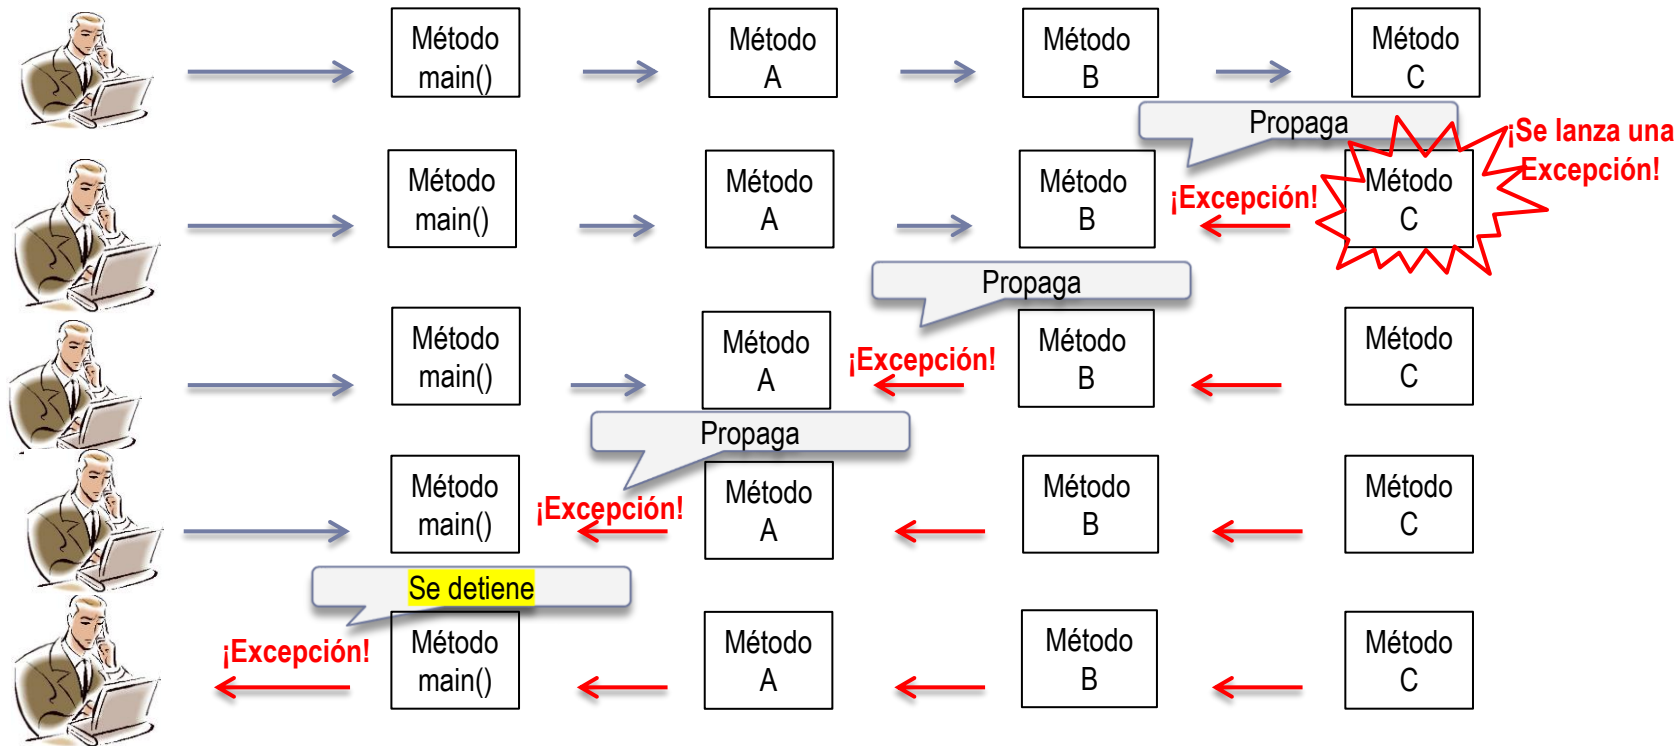 Método
main()
Método
A
Método
B
Método
C
Propaga
¡Se lanza una
Excepción!
Método
main()
Método
A
Método
B
¡Excepción!
Método
C
Propaga
Método
main()
Método
A
¡Excepción!
Método
B
Método
C
Propaga
Método
main()
¡Excepción!
Método
A
Método
B
Método
C
Se detiene
¡Excepción!
Método
main()
Método
A
Método
B
Método
C